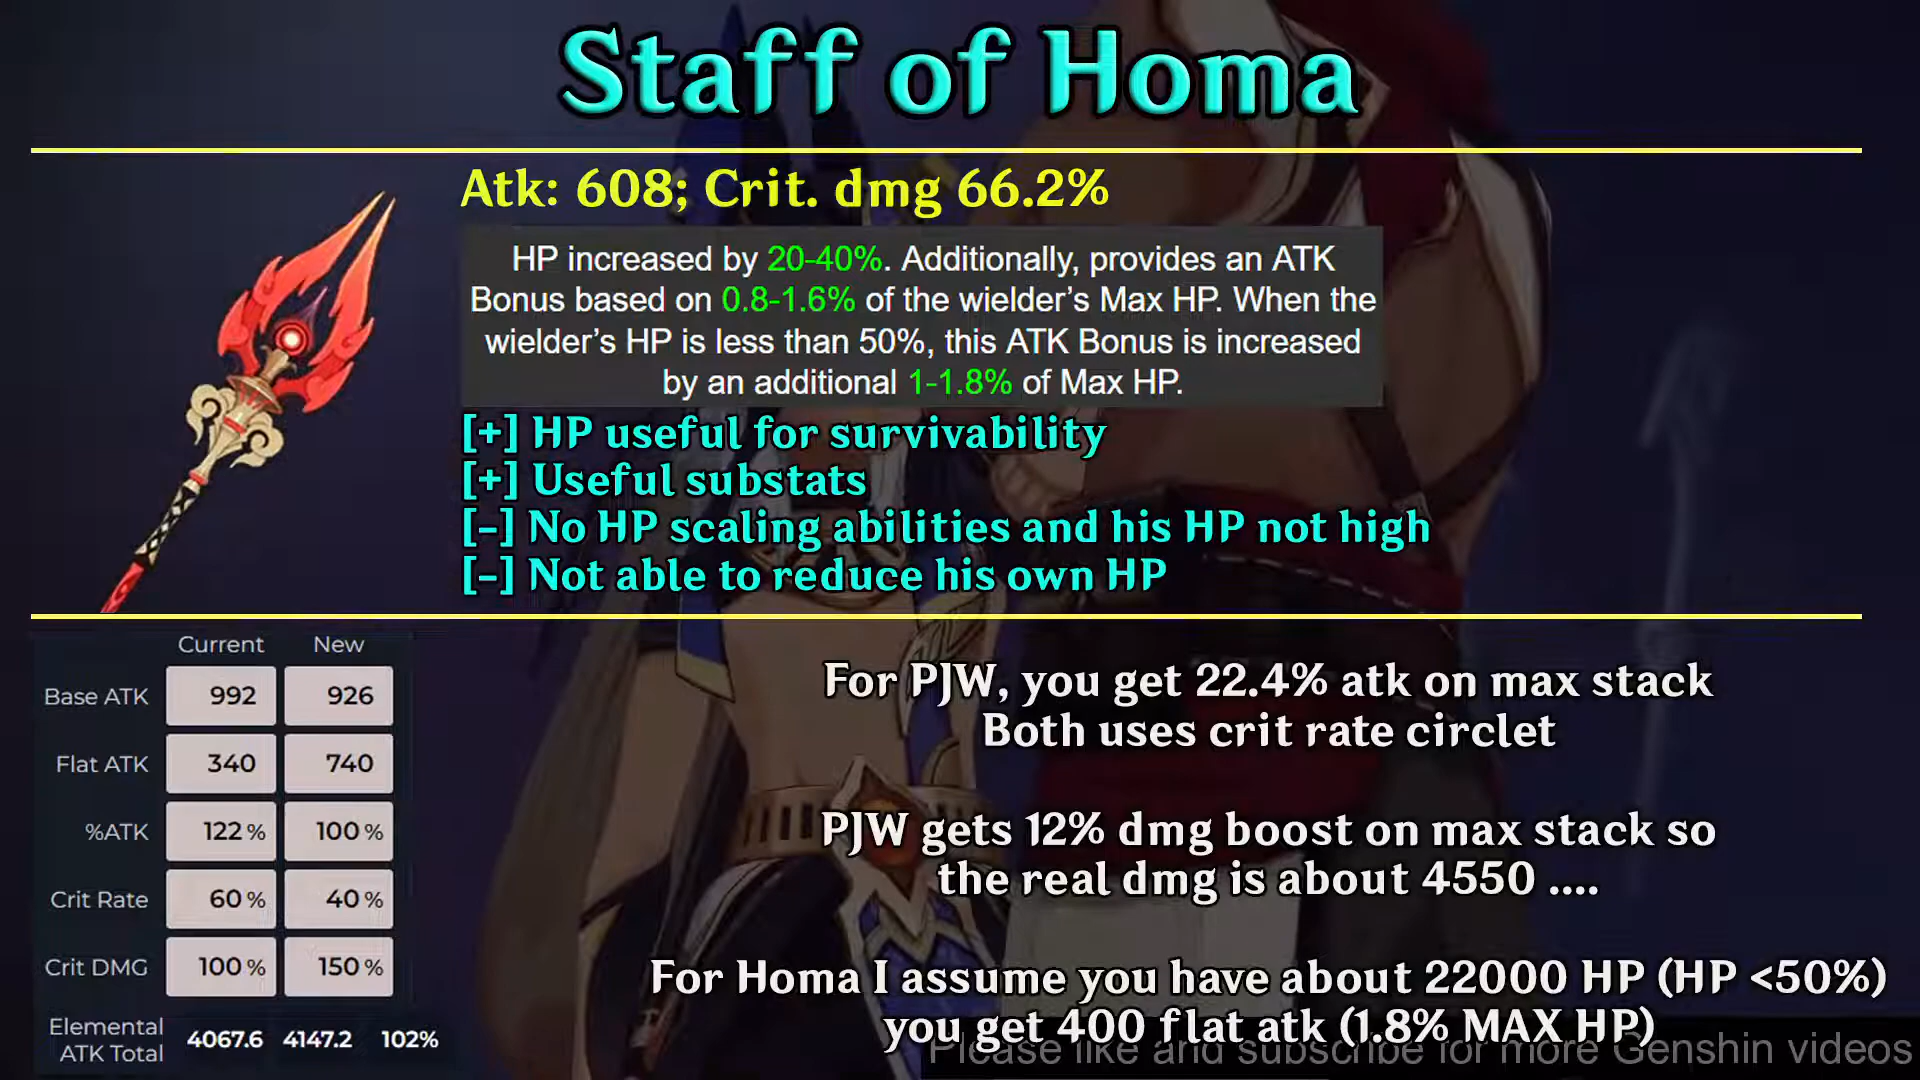 Staff of Homa
Atk: 608; Crit. dmg 66.2%
HP increased by 20-40%. Additionally, provides an ATK
Bonus based on 0.8-1.6% of the wielder's Max HP. When the
wielder's HP is less than 50%, this ATK Bonus is increased
by an additional 1-1.8% of Max HP.
[+] HP useful for survivability
[+] Useful substats
[-] No HP scaling abilities and his HP not high
[-] Not able to reduce his own HP
Current New
Base ATK 992 926
Flat ATK 340 740
%ATK 122 % 100 %
Crit Rate 60 % 40 %
Crit DMG 100 % 150 %
Elemental
ATK Total 4067.6 4147.2 102%
For PJW, you get 22.4% atk on max stack
Both uses crit rate circlet
PJW gets 12% dmg boost on max stack so
the real dmg is about 4550 ....
For Homa I assume you have about 22000 HP (HP <50%)
you get 400 flat atk (1.8% MAX HP)
Please like and subscribe for more Genshin videos